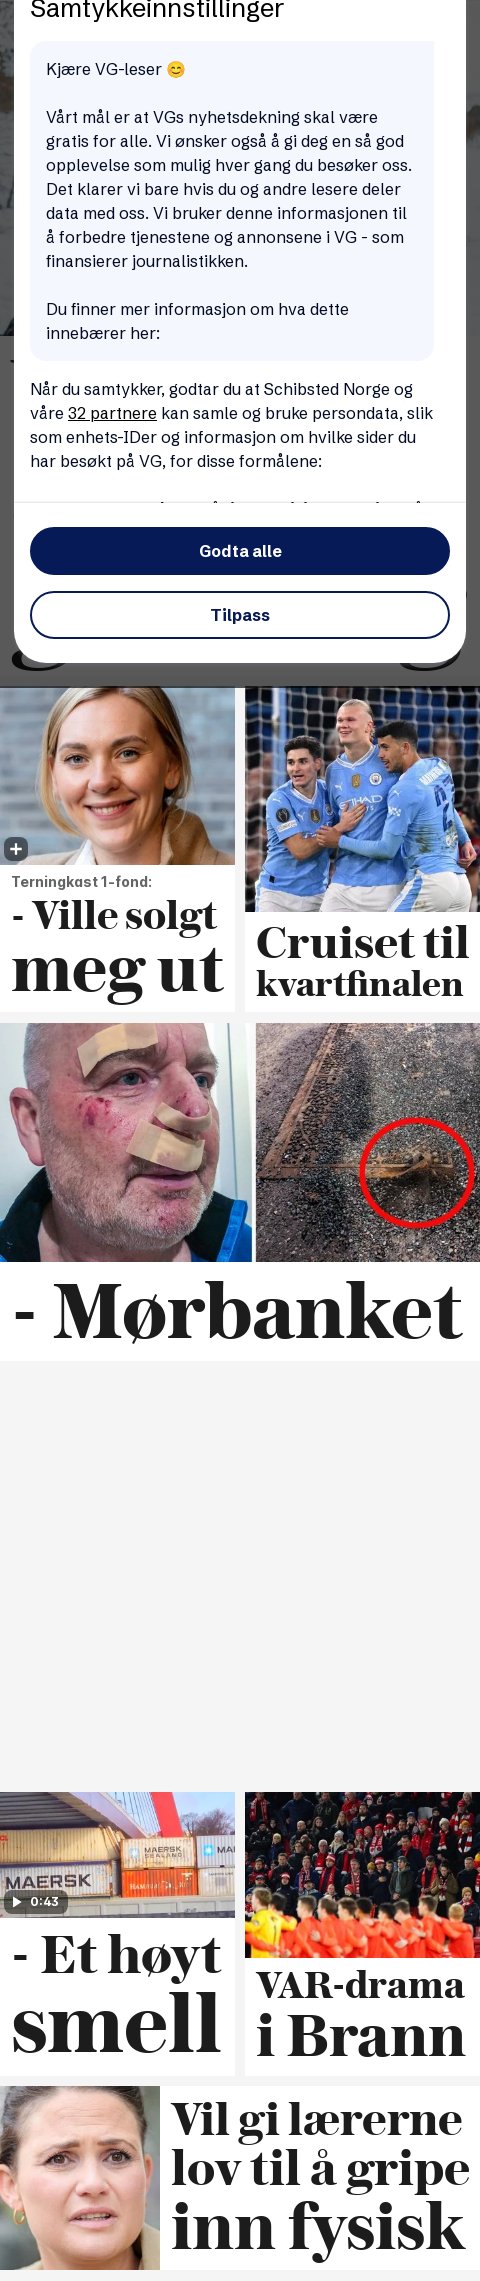 Samtykkeinnstillinger
Kjære VG-leser 😊
Vårt mål er at VGs nyhetsdekning skal være
gratis for alle. Vi ønsker også å gi deg en så god
opplevelse som mulig hver gang du besøker oss.
Det klarer vi bare hvis du og andre lesere deler
data med oss. Vi bruker denne informasjonen til
å forbedre tjenestene og annonsene i VG - som
finansierer journalistikken.
Du finner mer informasjon om hva dette
innebærer her:
Når du samtykker, godtar du at Schibsted Norge og
våre 32 partnere kan samle og bruke persondata, slik
som enhets-IDer og informasjon om hvilke sider du
har besøkt på VG, for disse formålene:
Godta alle
Tilpass
Terningkast 1-fond:
- Ville solgt
meg ut
ETIHAD
Cruiset til
kvartfinalen
- Mørbanket
MAERSK
SEALAND
MAERSK
0:43
- Et høyt
smell
VAR-drama
i Brann
Vil gi lærerne
lov til å gripe
inn fysisk